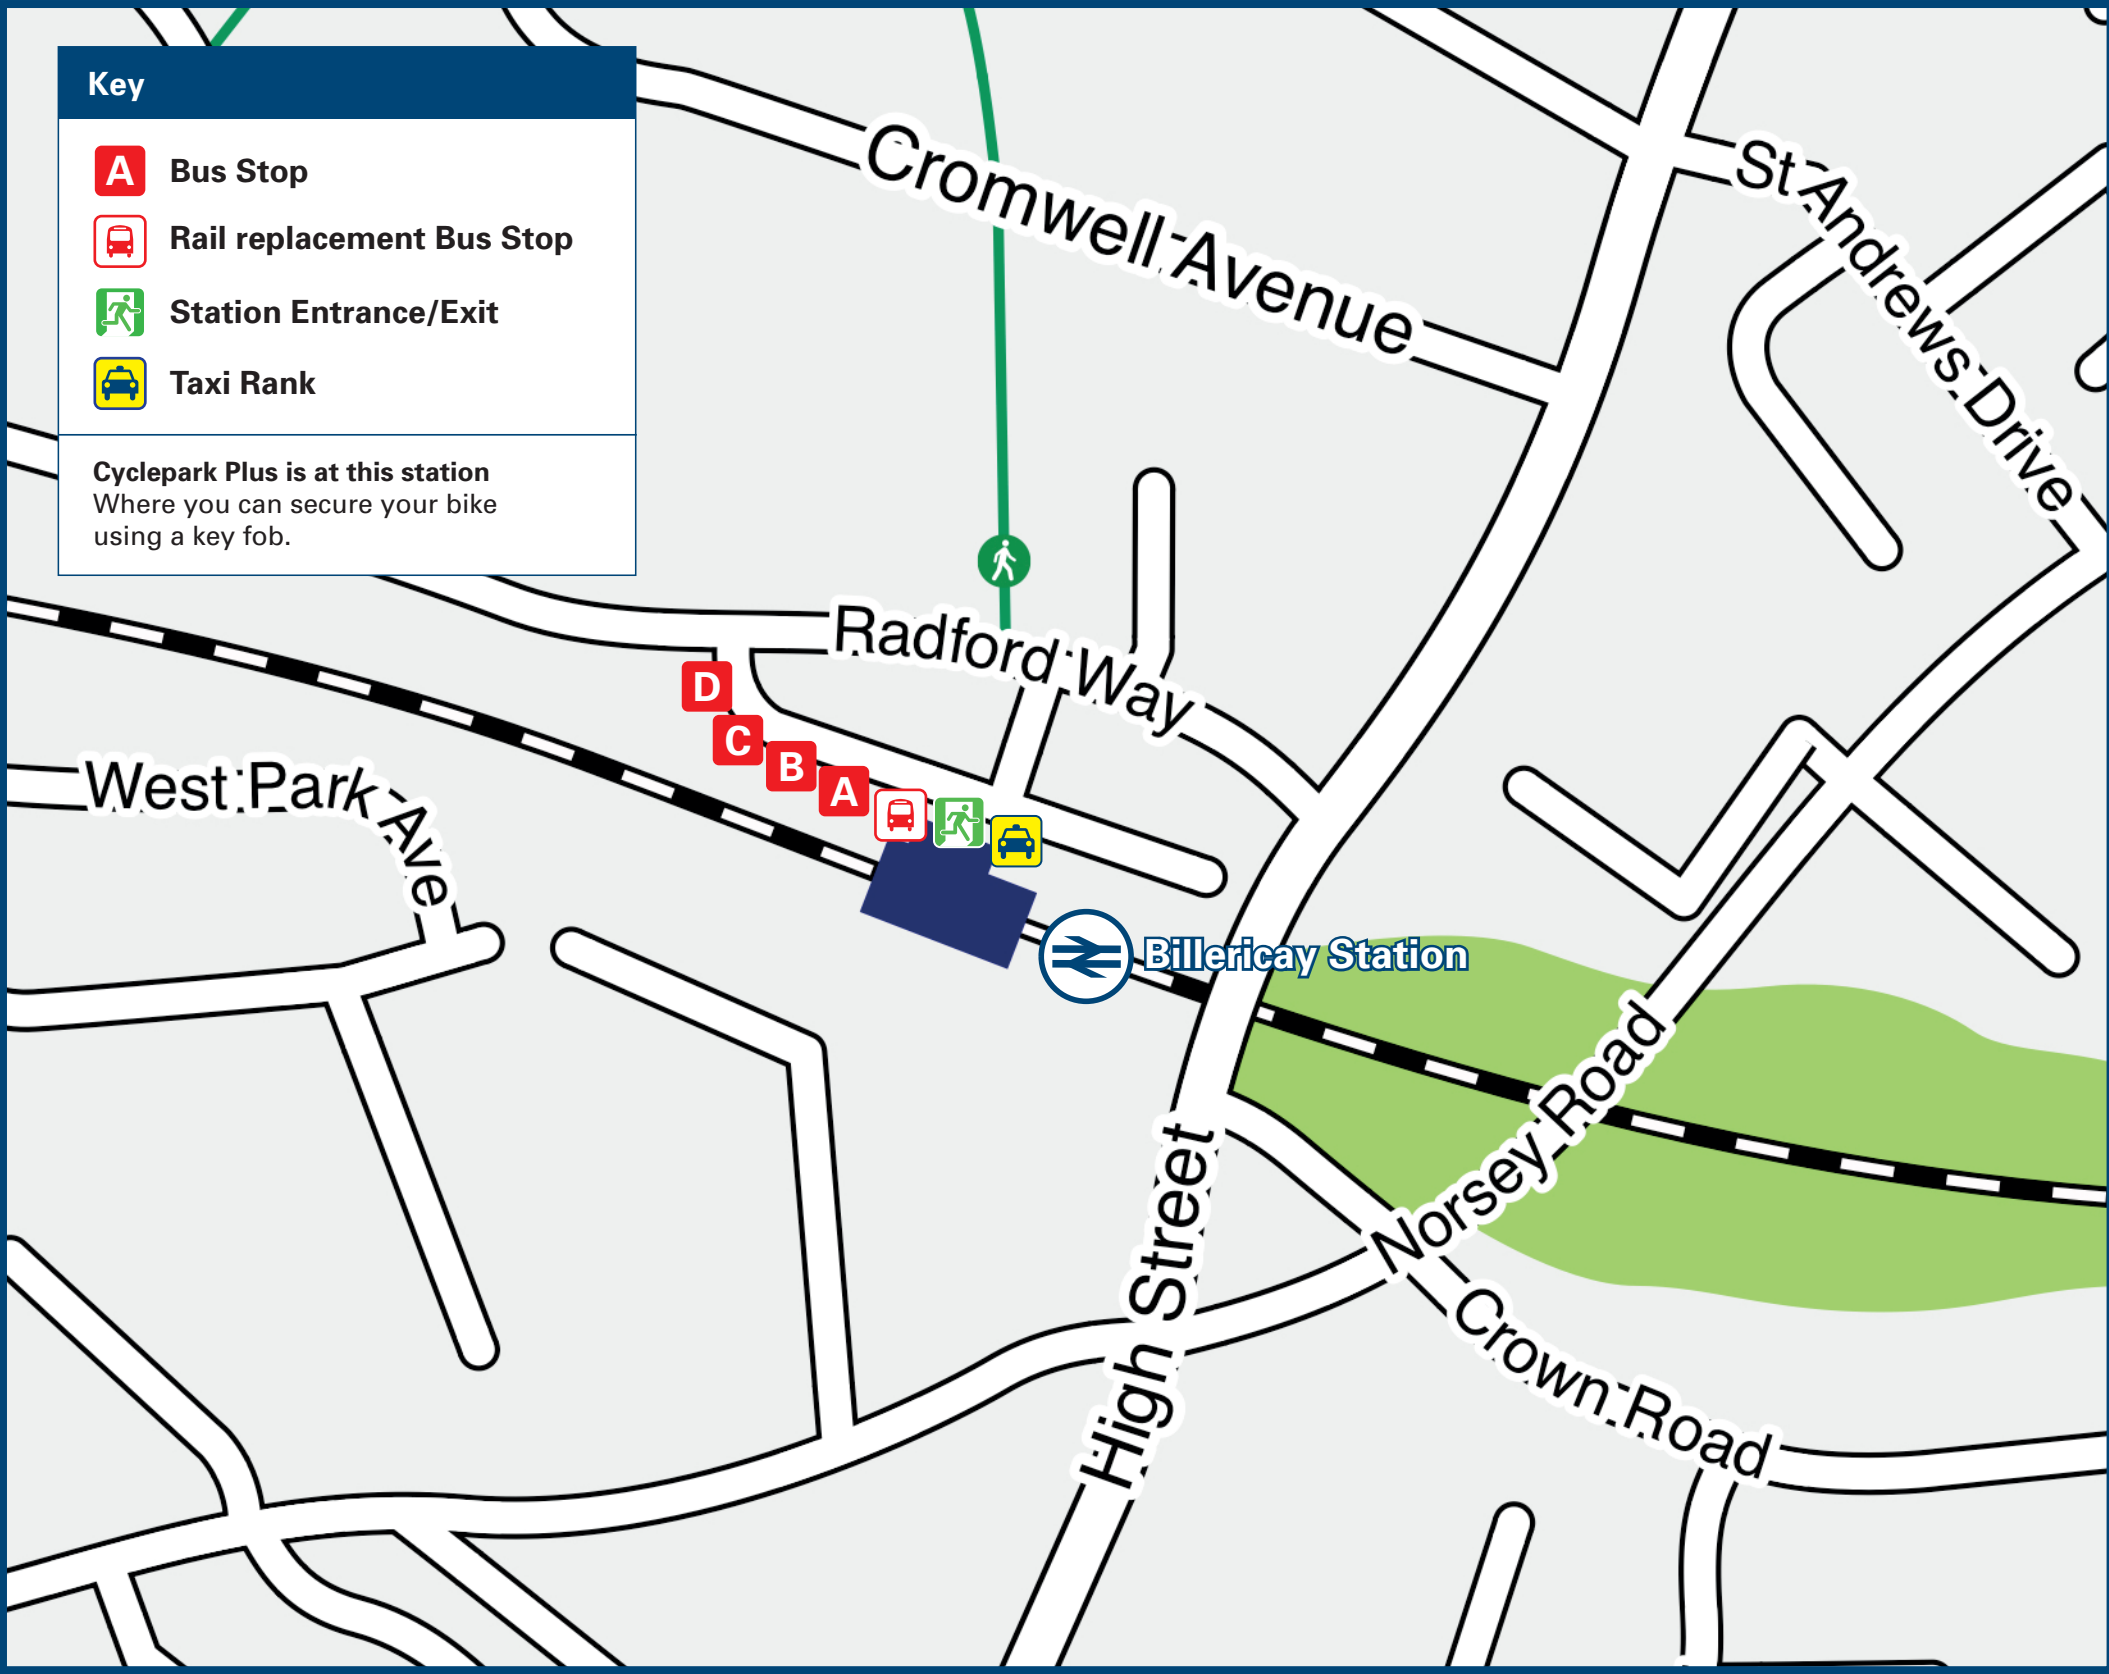 Key
A Bus Stop
Rail replacement Bus Stop
Station Entrance/Exit
Taxi Rank
Cyclepark Plus is at this station
Where you can secure your bike
using a key fob.
Cromwell Avenue
St Andrews Drive
Radford Way
D
C
B
A
West Park Ave
Billericay Station
Norsey Road
High Street
Crown Road